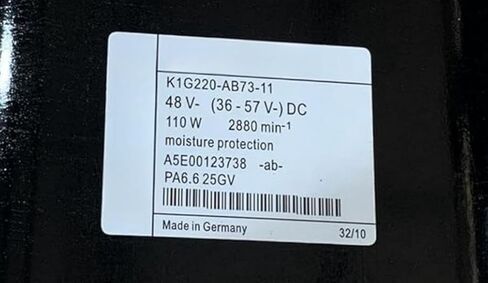 K1G220-AB73-11
48 V- (36 - 57 V-) DC
110 W 2880 min-1
moisture protection
A5E00123738 -ab-
PA6.6 25GV
Made in Germany 32/10